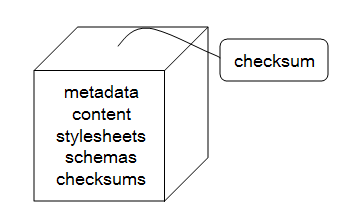 checksum
metadata
content
stylesheets
schemas
checksums